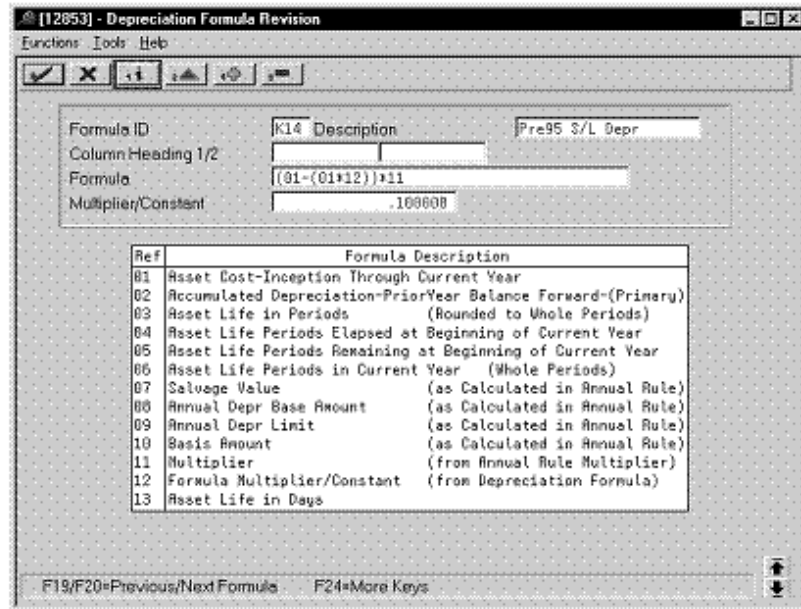 [12853] - Depreciation Formula Revision
Functions Tools Help
Formula ID K14 Description Pre95 S/L Depr
Column Heading 1/2
Formula (01-(01*12))*11
Multiplier/Constant .100000
Ref Formula Description
01 Asset Cost-Inception Through Current Year
02 Accumulated Depreciation-PriorYear Balance Forward-(Primary)
03 Asset Life in Periods (Rounded to Whole Periods)
04 Asset Life Periods Elapsed at Beginning of Current Year
05 Asset Life Periods Remaining at Beginning of Current Year
06 Asset Life Periods in Current Year (Whole Periods)
07 Salvage Value (as Calculated in Annual Rule)
08 Annual Depr Base Amount (as Calculated in Annual Rule)
09 Annual Depr Limit (as Calculated in Annual Rule)
10 Basis Amount (as Calculated in Annual Rule)
11 Multiplier (from Annual Rule Multiplier)
12 Formula Multiplier/Constant (from Depreciation Formula)
13 Asset Life in Days
F19/F20=Previous/Next Formula F24=More Keys